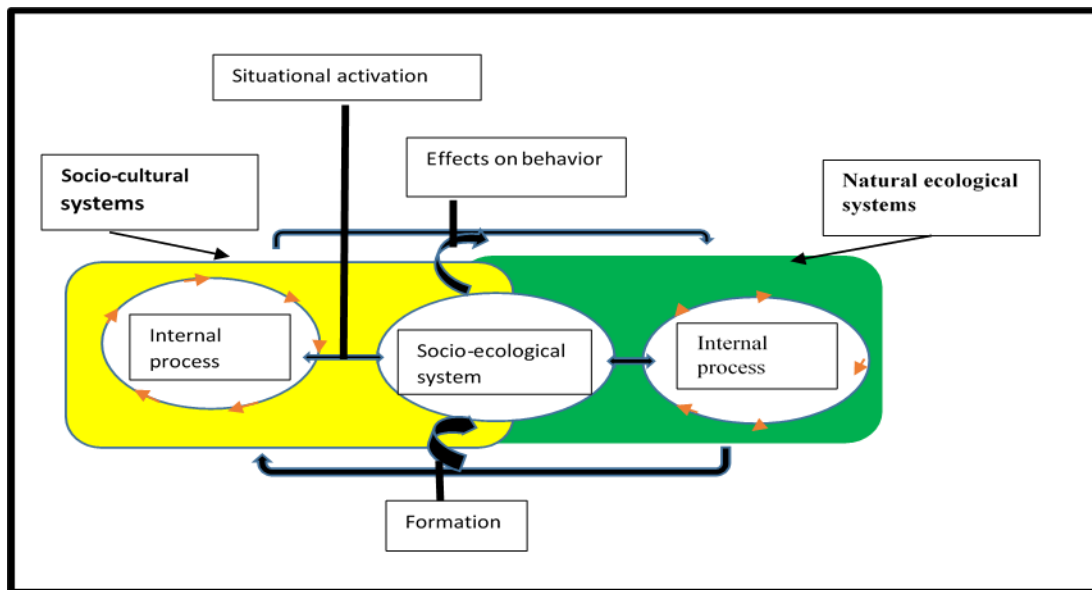 Situational activation
Effects on behavior
Socio-cultural
systems
Natural ecological
systems
Internal
process
Socio-ecological
system
Internal
process
Formation